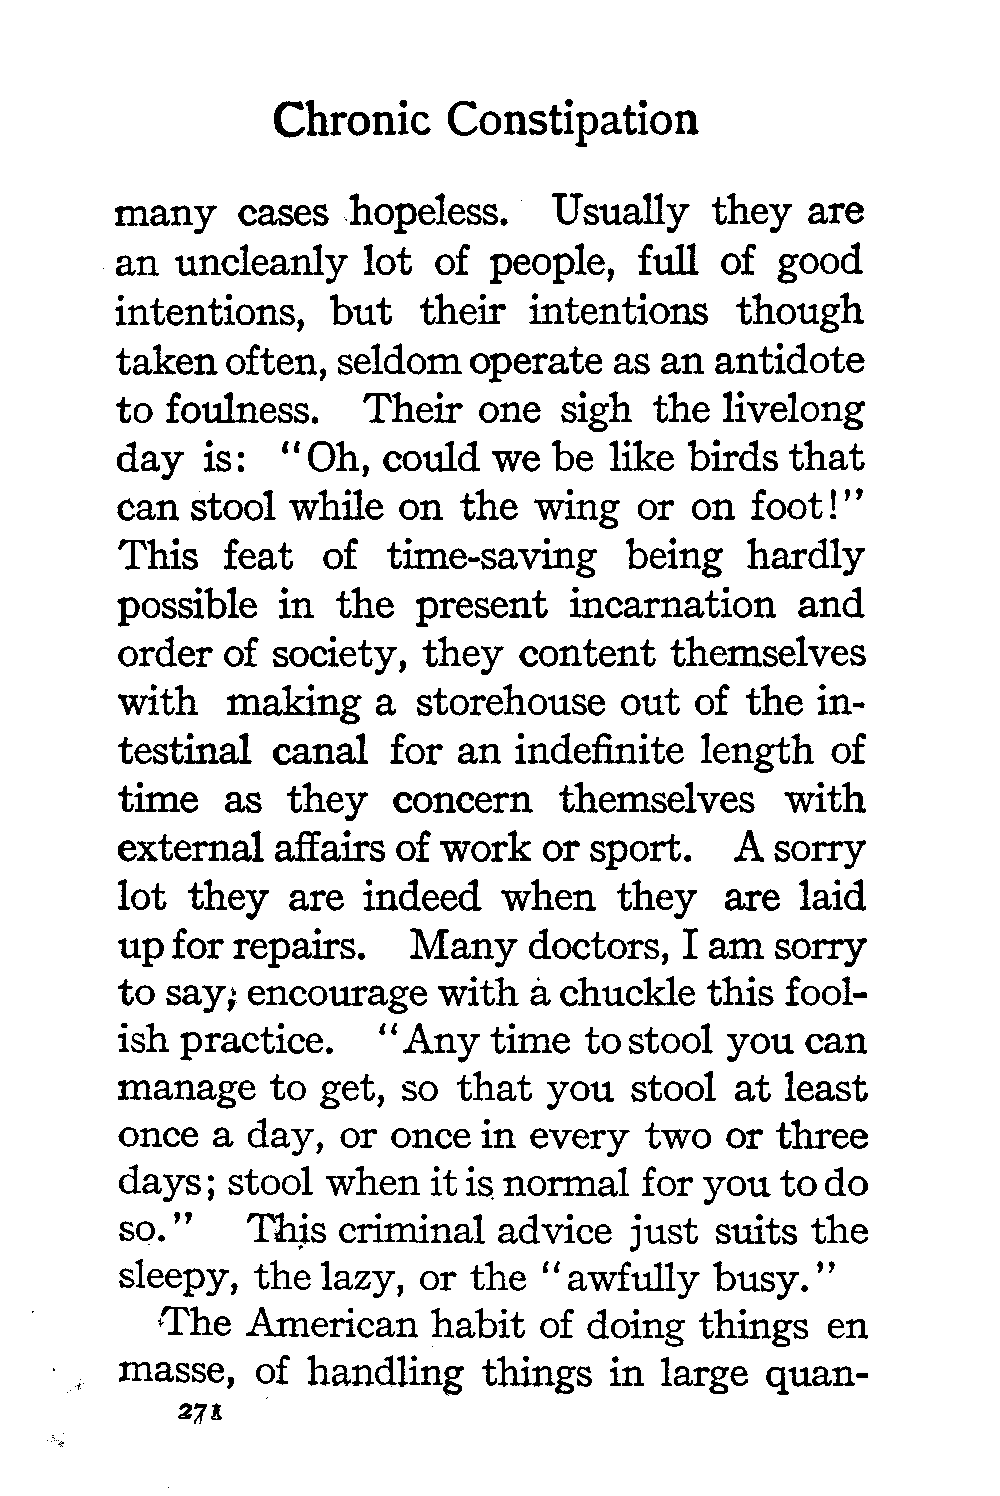 Chronic Constipation
many cases hopeless. Usually they are
an uncleanly lot of people, full of good
intentions, but their intentions though
taken often, seldom operate as an antidote
to foulness. Their one sigh the livelong
day is: "Oh, could we be like birds that
can stool while on the wing or on foot!"
This feat of time-saving being hardly
possible in the present incarnation and
order of society, they content themselves
with making a storehouse out of the in-
testinal canal for an indefinite length of
time as they concern themselves with
external affairs of work or sport. A sorry
lot they are indeed when they are laid
up for repairs. Many doctors, I am sorry
to say, encourage with a chuckle this fool-
ish practice. "Any time to stool you can
manage to get, so that you stool at least
once a day, or once in every two or three
days; stool when it is normal for you to do
so." This criminal advice just suits the
sleepy, the lazy, or the "awfully busy."
The American habit of doing things en
masse, of handling things in large quan-
271